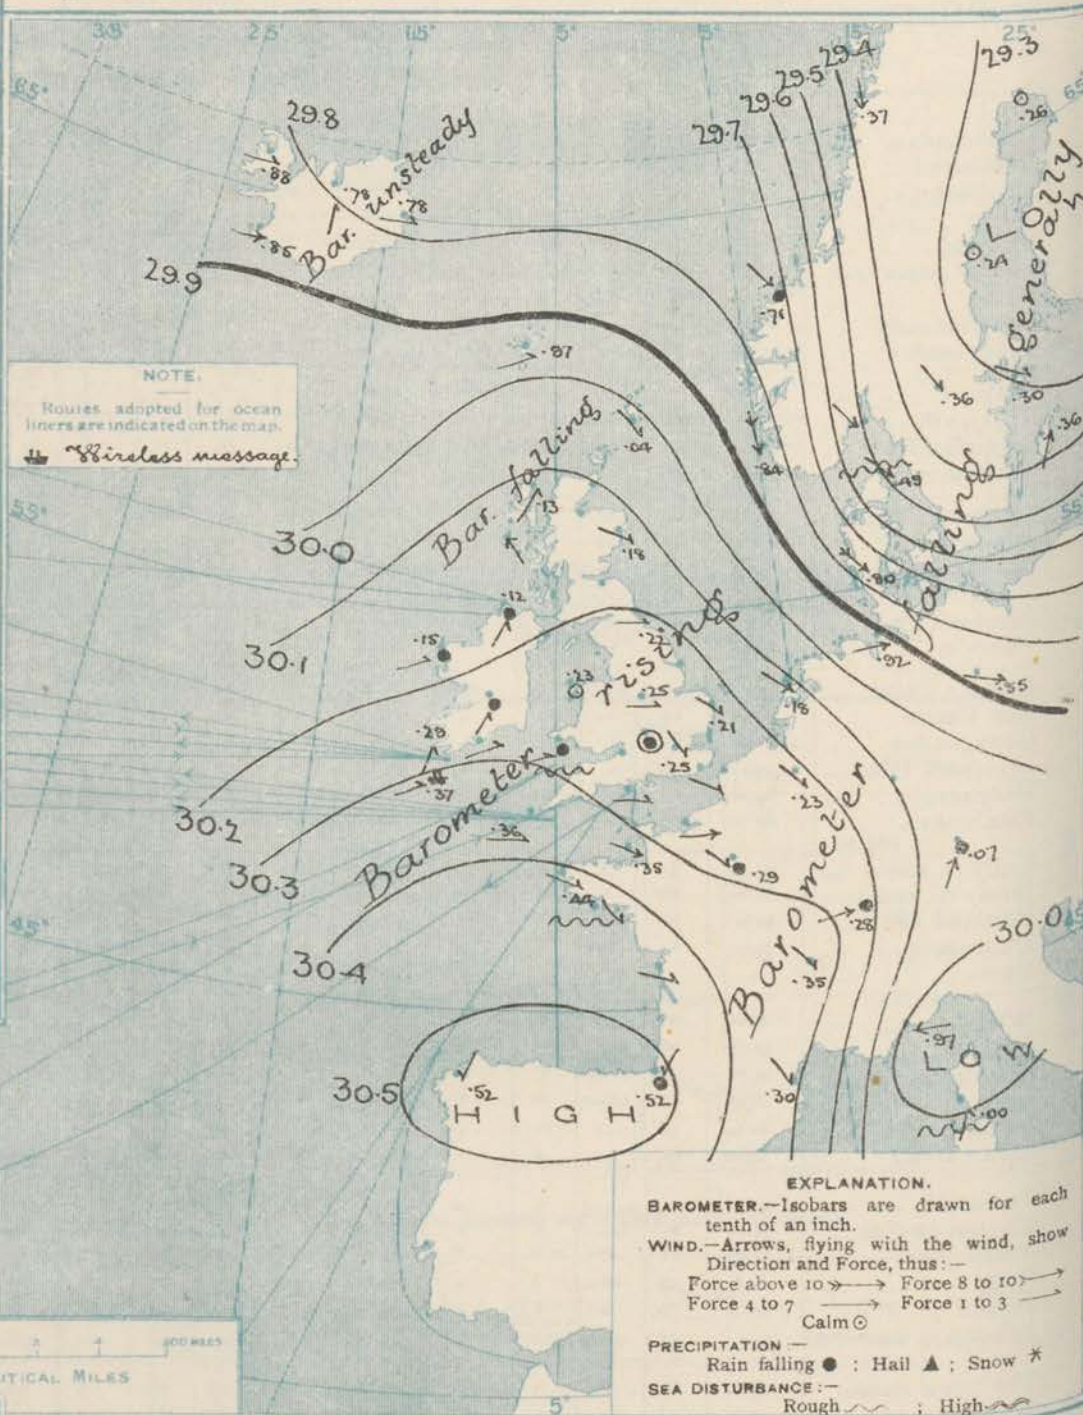 35° 25° 15° 5° 5° 15° 25°
29.3
29.4
29.5
29.6
29.7
65° 65°
29.8
.37
.26
.88
.78
.78
.86
Bar. unsteady
29.9
LOW
.24
generally
.71
.87
NOTE.
Routes adopted for ocean
liners are indicated on the map.
Wireless message.
.36
.30
.36
.04
.84
.49
Bar. falling
.13
falling
55° 55°
30.0
.18
.80
.12
.15
30.1
.22
rising
.92
.55
.23
.25
.18
.21
.29
.25
.37
30.2
Barometer
.23
Barometer
.36
30.3
.35
.29
.07
.44
.28
30.0
45°
30.4
.35
.97
LOW
30.5
.52
.52
.30
HIGH
.00
EXPLANATION.
BAROMETER.—Isobars are drawn for each
tenth of an inch.
WIND.—Arrows, flying with the wind, show
Direction and Force, thus:—
Force above 10 Force 8 to 10
Force 4 to 7 Force 1 to 3
Calm ⊙
PRECIPITATION :—
Rain falling ● ; Hail ▲ ; Snow *
SEA DISTURBANCE :—
Rough ; High
MILES
UTICAL MILES
5°